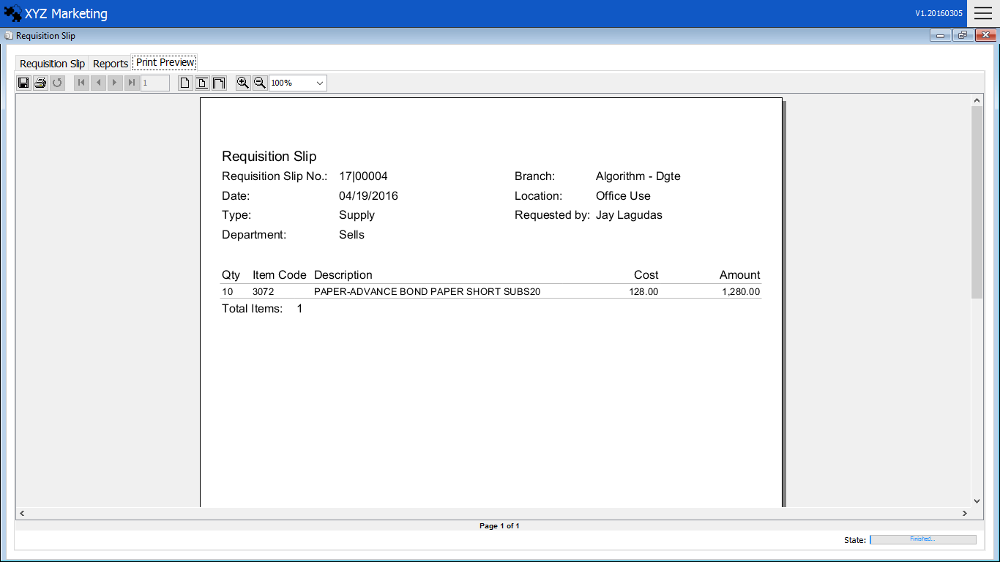 XYZ Marketing V1.20160305
Requisition Slip
Requisition Slip Reports Print Preview
1 100%
Requisition Slip
Requisition Slip No.: 17|00004 Branch: Algorithm - Dgte
Date: 04/19/2016 Location: Office Use
Type: Supply Requested by: Jay Lagudas
Department: Sells
Qty Item Code Description Cost Amount
10 3072 PAPER-ADVANCE BOND PAPER SHORT SUBS20 128.00 1,280.00
Total Items: 1
Page 1 of 1
State: Finished...